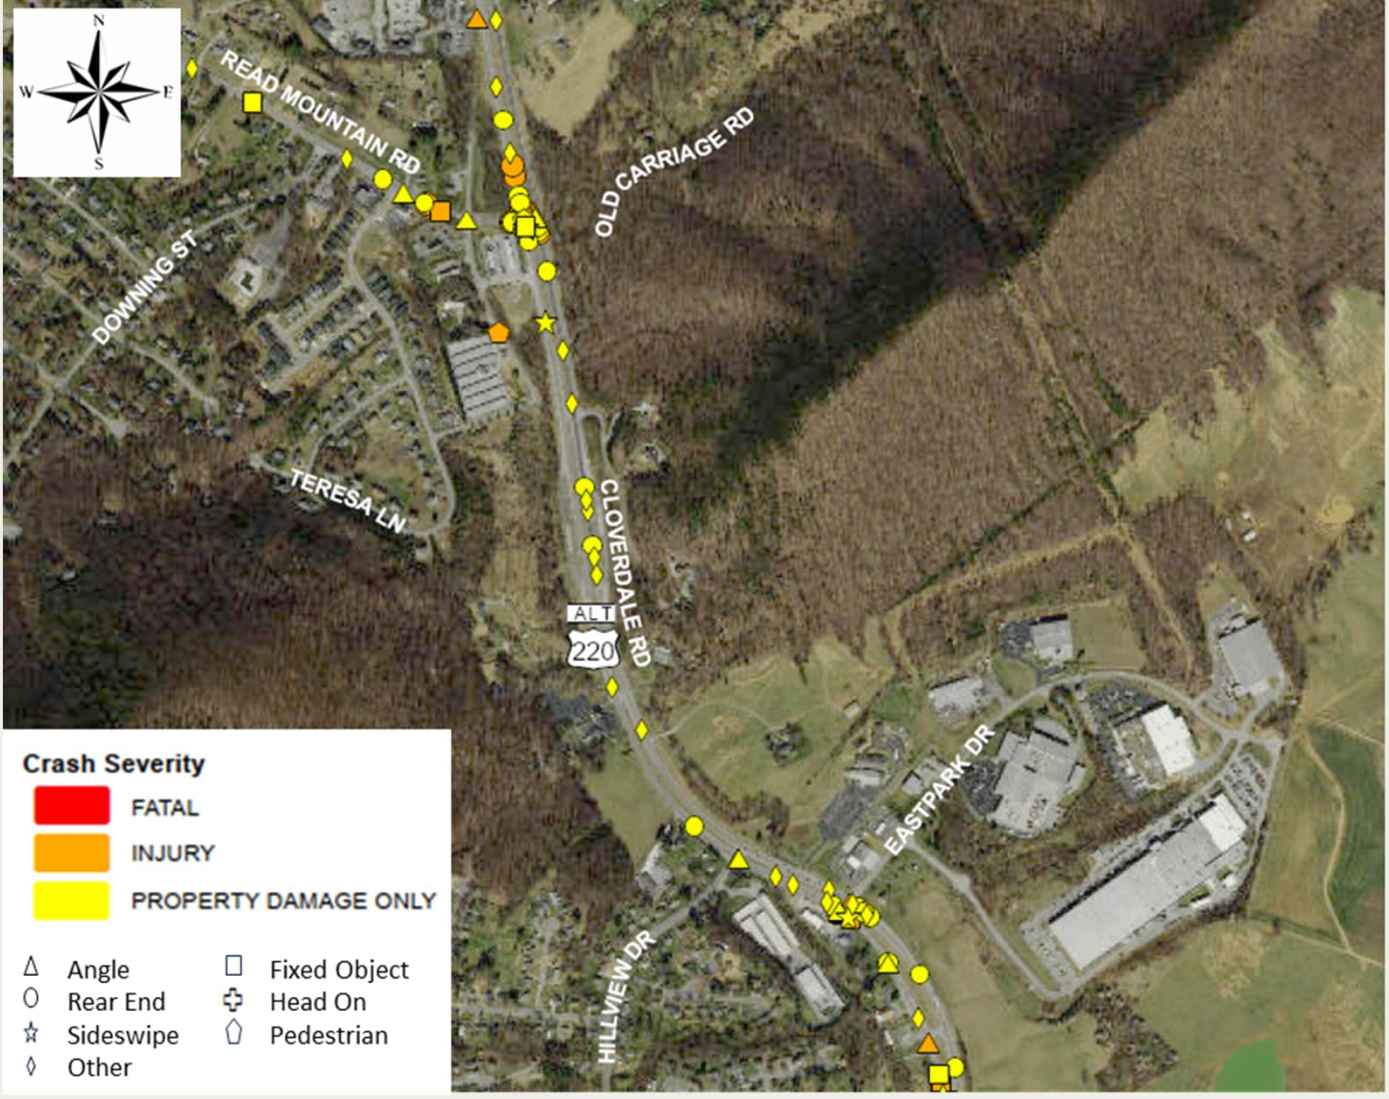 N
W
E
S
READ MOUNTAIN RD
OLD CARRIAGE RD
DOWNING ST
TERESA LN
CLOVERDALE RD
ALT
220
EASTPARK DR
HILLVIEW DR
Crash Severity
FATAL
INJURY
PROPERTY DAMAGE ONLY
Angle
Fixed Object
Rear End
Head On
Sideswipe
Pedestrian
Other